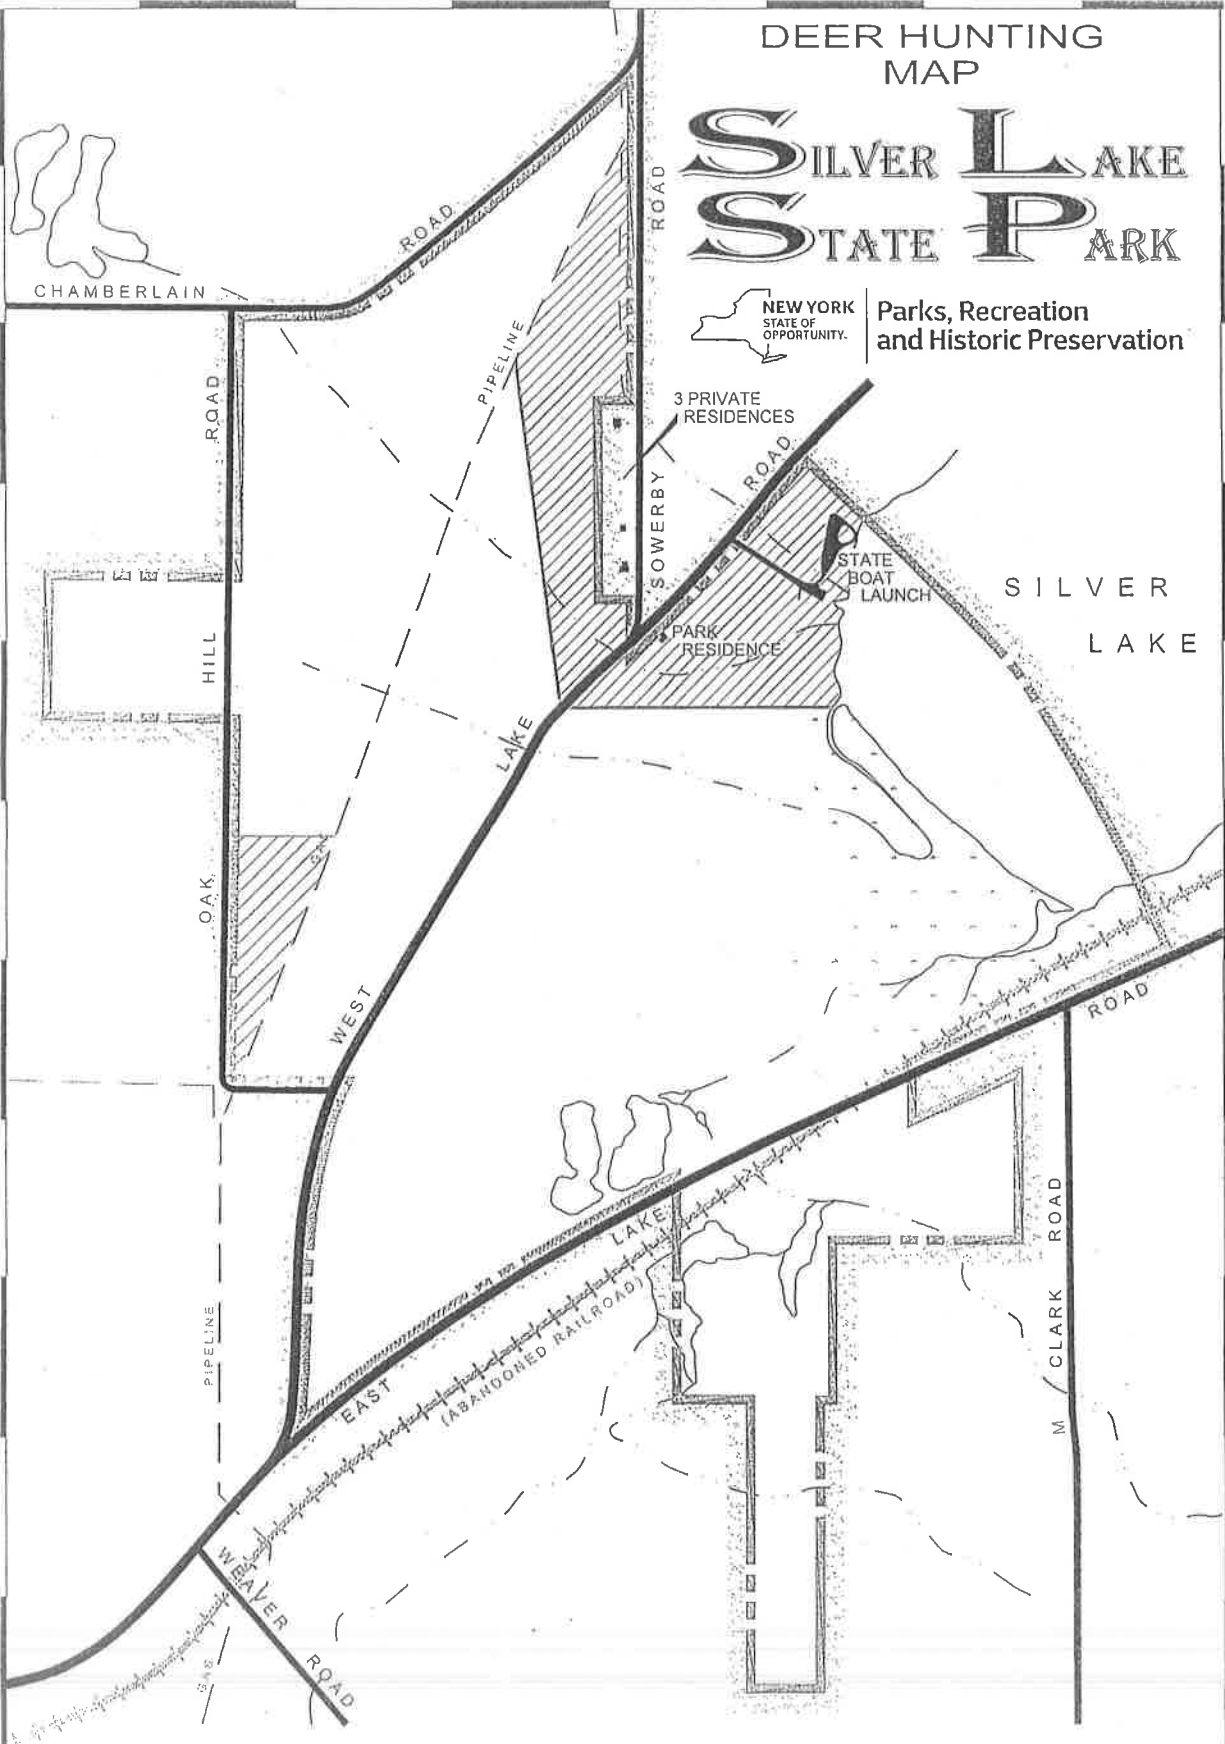 DEER HUNTING
MAP
SILVER LAKE
STATE PARK
NEW YORK
STATE OF
OPPORTUNITY.
Parks, Recreation
and Historic Preservation
ROAD
ROAD
CHAMBERLAIN
PIPELINE
ROAD
3 PRIVATE
RESIDENCES
ROAD
SOWERBY
STATE
BOAT
LAUNCH
SILVER
LAKE
PARK
RESIDENCE
HILL
LAKE
GAS
OAK
WEST
ROAD
ROAD
LAKE
CLARK
PIPELINE
(ABANDONED RAILROAD)
EAST
M
WEAVER
ROAD
GAS